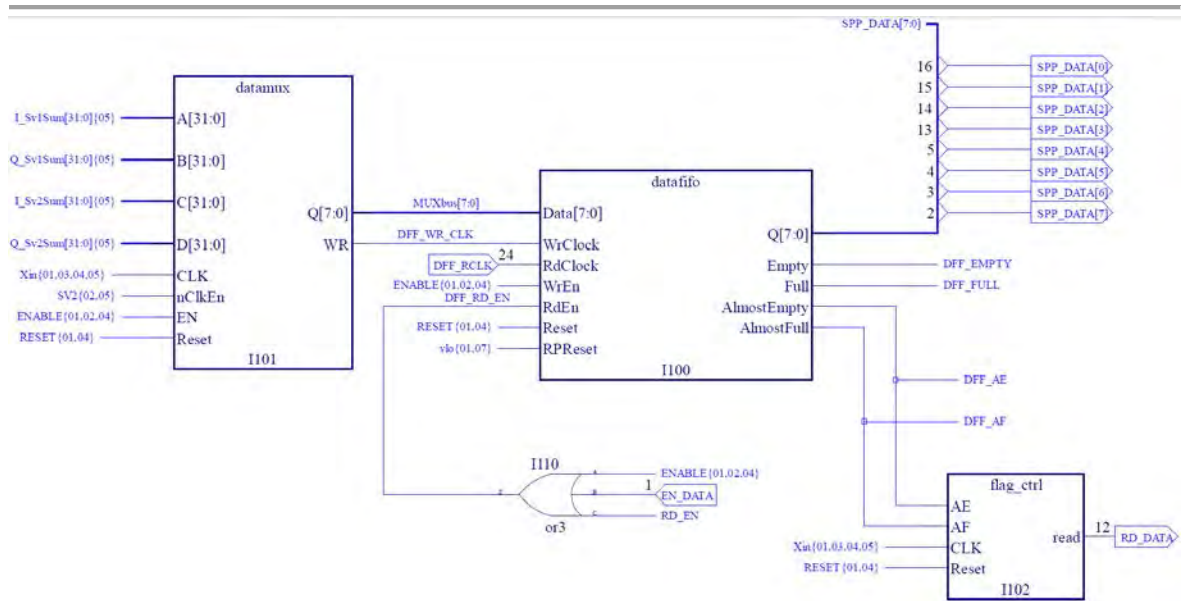 SPP_DATA[7:0]
16 SPP_DATA[0]
15 SPP_DATA[1]
14 SPP_DATA[2]
13 SPP_DATA[3]
5 SPP_DATA[4]
4 SPP_DATA[5]
3 SPP_DATA[6]
2 SPP_DATA[7]
datamux
I_Sv1Sum[31:0]{05} A[31:0]
Q_Sv1Sum[31:0]{05} B[31:0]
I_Sv2Sum[31:0]{05} C[31:0]
Q_Sv2Sum[31:0]{05} D[31:0]
Xin{01,03,04,05} CLK
SV2{02,05} nClkEn
ENABLE{01,02,04} EN
RESET{01,04} Reset
Q[7:0]
WR
I101
MUXbus[7:0]
DFF_WR_CLK
DFF_RCLK 24
ENABLE{01,02,04}
DFF_RD_EN
RESET{01,04}
vlo{01,07}
datafifo
Data[7:0]
WrClock
RdClock
WrEn
RdEn
Reset
RPReset
Q[7:0]
Empty DFF_EMPTY
Full DFF_FULL
AlmostEmpty
AlmostFull
I100
DFF_AE
DFF_AF
I110
A ENABLE{01,02,04}
Z B 1 EN_DATA
C RD_EN
or3
flag_ctrl
AE
AF
Xin{01,03,04,05} CLK
RESET{01,04} Reset
read 12 RD_DATA
I102